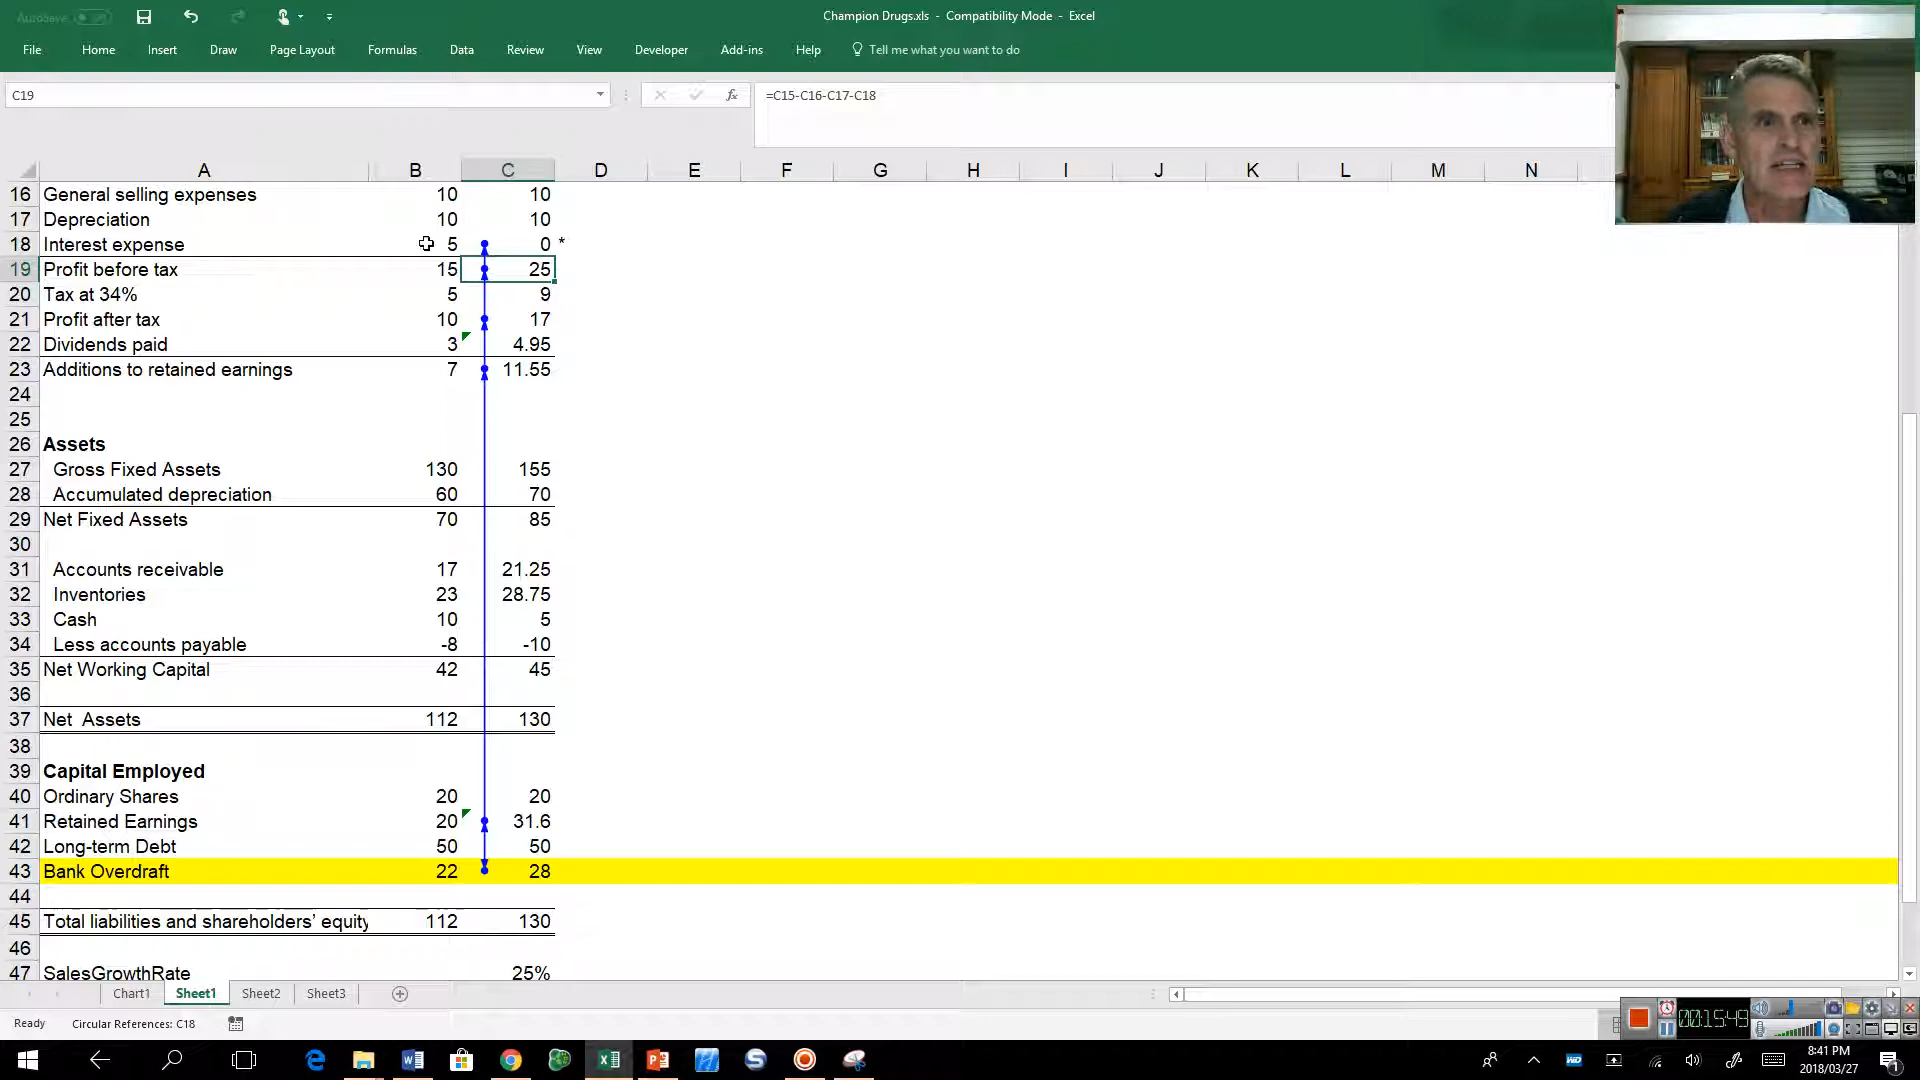 AutoSave
Champion Drugs.xls - Compatibility Mode - Excel
File Home Insert Draw Page Layout Formulas Data Review View Developer Add-ins Help Tell me what you want to do
C19 fx =C15-C16-C17-C18
A B C D E F G H I J K L M N
16 General selling expenses 10 10
17 Depreciation 10 10
18 Interest expense 5 0 *
19 Profit before tax 15 25
20 Tax at 34% 5 9
21 Profit after tax 10 17
22 Dividends paid 3 4.95
23 Additions to retained earnings 7 11.55
24
25
26 Assets
27 Gross Fixed Assets 130 155
28 Accumulated depreciation 60 70
29 Net Fixed Assets 70 85
30
31 Accounts receivable 17 21.25
32 Inventories 23 28.75
33 Cash 10 5
34 Less accounts payable -8 -10
35 Net Working Capital 42 45
36
37 Net Assets 112 130
38
39 Capital Employed
40 Ordinary Shares 20 20
41 Retained Earnings 20 31.6
42 Long-term Debt 50 50
43 Bank Overdraft 22 28
44
45 Total liabilities and shareholders' equity 112 130
46
47 SalesGrowthRate 25%
Chart1 Sheet1 Sheet2 Sheet3
Ready Circular References: C18
00:15:49
8:41 PM
2018/03/27